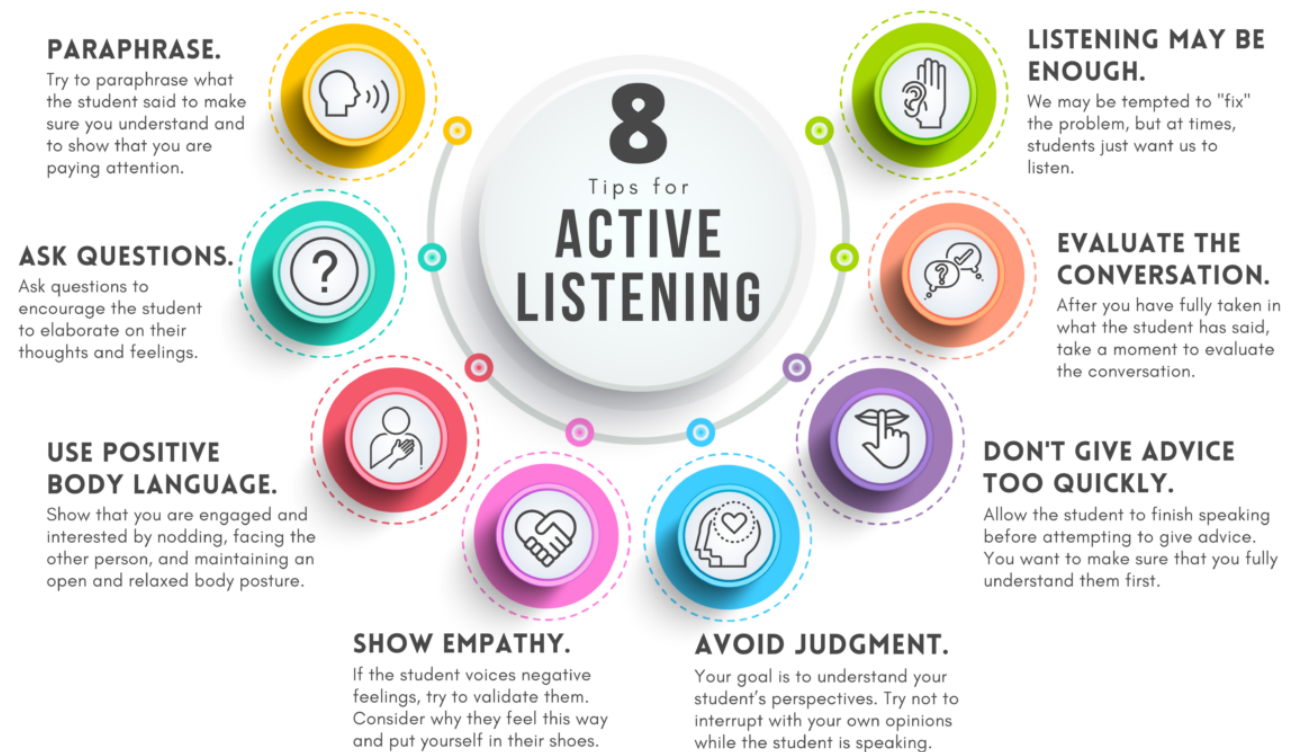 8
Tips for
ACTIVE
LISTENING
PARAPHRASE.
Try to paraphrase what
the student said to make
sure you understand and
to show that you are
paying attention.
ASK QUESTIONS.
Ask questions to
encourage the student
to elaborate on their
thoughts and feelings.
USE POSITIVE
BODY LANGUAGE.
Show that you are engaged and
interested by nodding, facing the
other person, and maintaining an
open and relaxed body posture.
SHOW EMPATHY.
If the student voices negative
feelings, try to validate them.
Consider why they feel this way
and put yourself in their shoes.
AVOID JUDGMENT.
Your goal is to understand your
student's perspectives. Try not to
interrupt with your own opinions
while the student is speaking.
DON'T GIVE ADVICE
TOO QUICKLY.
Allow the student to finish speaking
before attempting to give advice.
You want to make sure that you fully
understand them first.
EVALUATE THE
CONVERSATION.
After you have fully taken in
what the student has said,
take a moment to evaluate
the conversation.
LISTENING MAY BE
ENOUGH.
We may be tempted to "fix"
the problem, but at times,
students just want us to
listen.
?
?